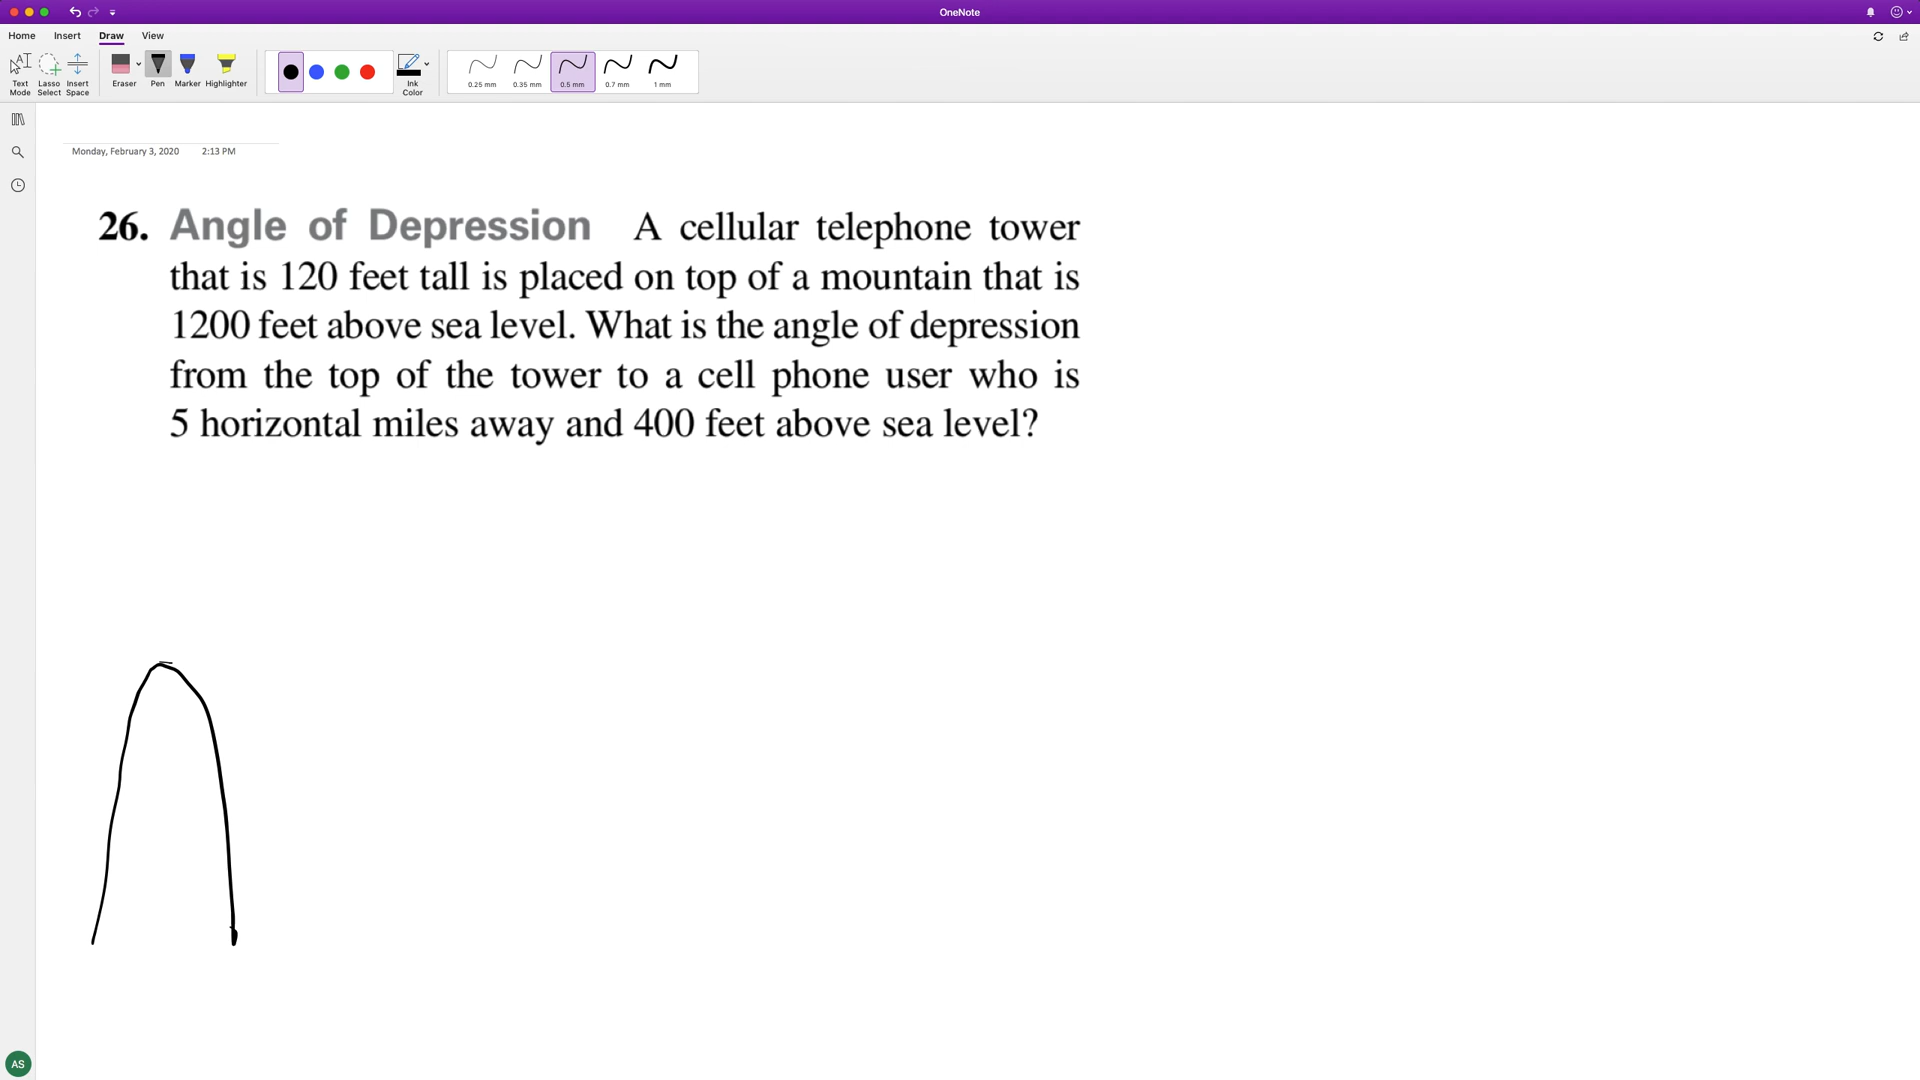 OneNote
Home Insert Draw View
Text Mode
Lasso Select
Insert Space
Eraser
Pen
Marker
Highlighter
Ink Color
0.25 mm
0.35 mm
0.5 mm
0.7 mm
1 mm
Monday, February 3, 2020 2:13 PM
26. Angle of Depression A cellular telephone tower
that is 120 feet tall is placed on top of a mountain that is
1200 feet above sea level. What is the angle of depression
from the top of the tower to a cell phone user who is
5 horizontal miles away and 400 feet above sea level?
AS